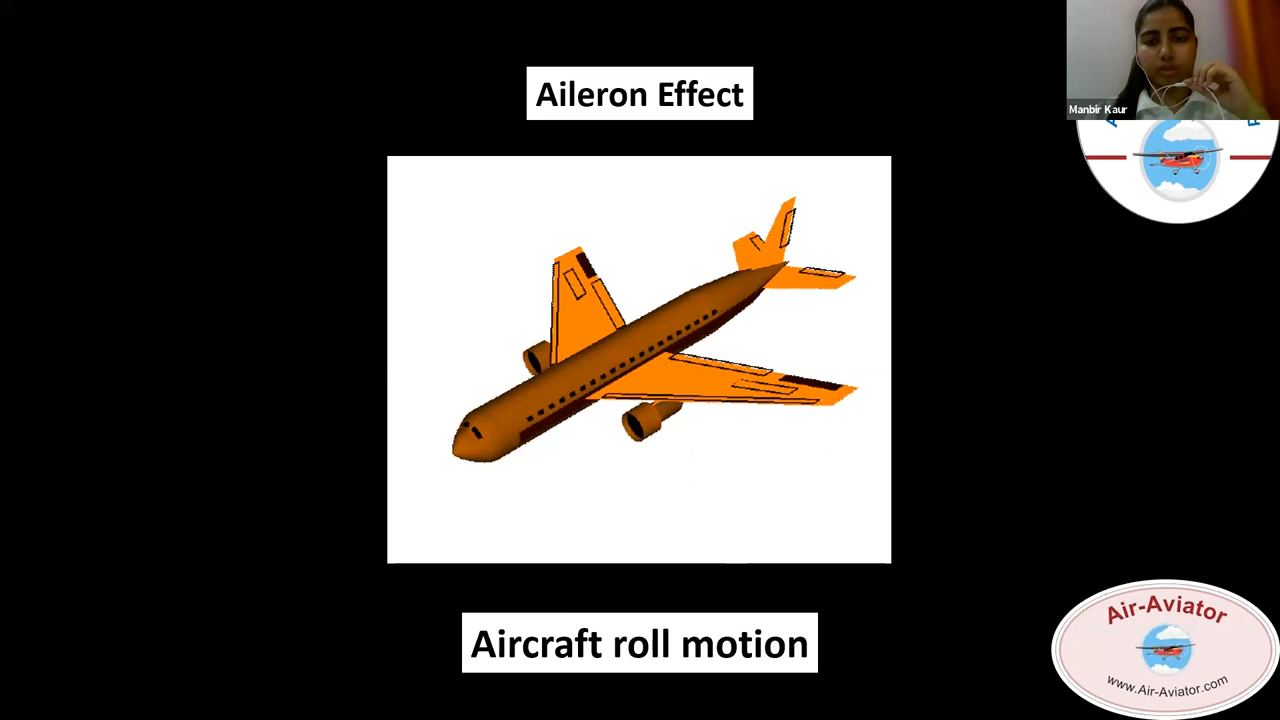 Aileron Effect
Manbir Kaur
Aircraft roll motion
Air-Aviator
www.Air-Aviator.com